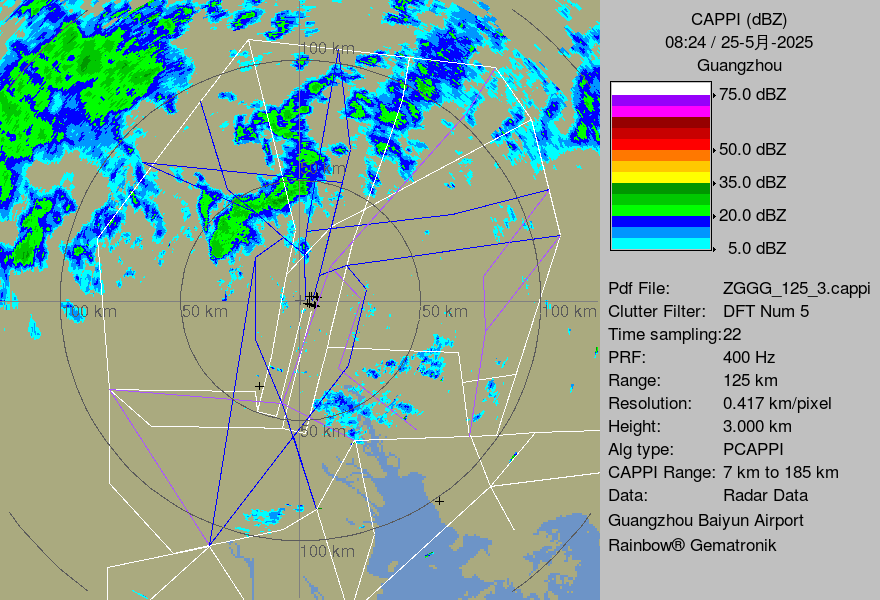 CAPPI (dBZ)
08:24 / 25-5月-2025
Guangzhou
75.0 dBZ
50.0 dBZ
35.0 dBZ
20.0 dBZ
5.0 dBZ
Pdf File: ZGGG_125_3.cappi
Clutter Filter: DFT Num 5
Time sampling:22
PRF: 400 Hz
Range: 125 km
Resolution: 0.417 km/pixel
Height: 3.000 km
Alg type: PCAPPI
CAPPI Range: 7 km to 185 km
Data: Radar Data
Guangzhou Baiyun Airport
Rainbow® Gematronik
100 km
50 km
100 km
50 km
50 km
100 km
50 km
100 km